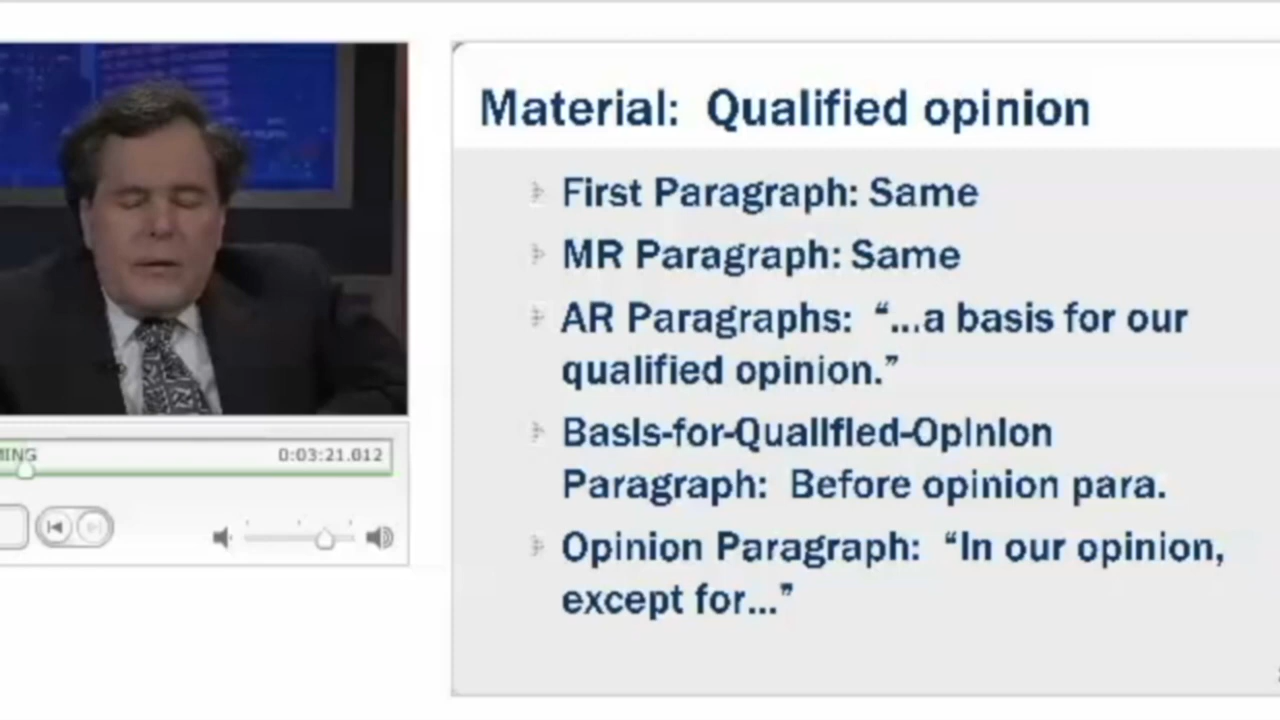 Material: Qualified opinion
First Paragraph: Same
MR Paragraph: Same
AR Paragraphs: “...a basis for our
qualified opinion.”
Basis-for-Qualified-Opinion
Paragraph: Before opinion para.
Opinion Paragraph: “In our opinion,
except for...”
MING
0:03:21.012